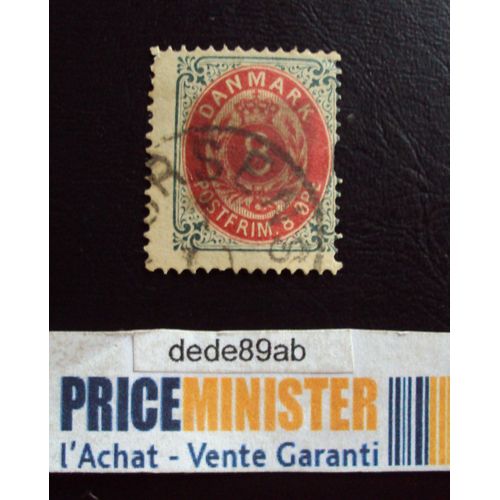 DANMARK
8
POSTFRIM. 8 ØRE
dede89ab
PRICEMINISTER
l'Achat - Vente Garanti